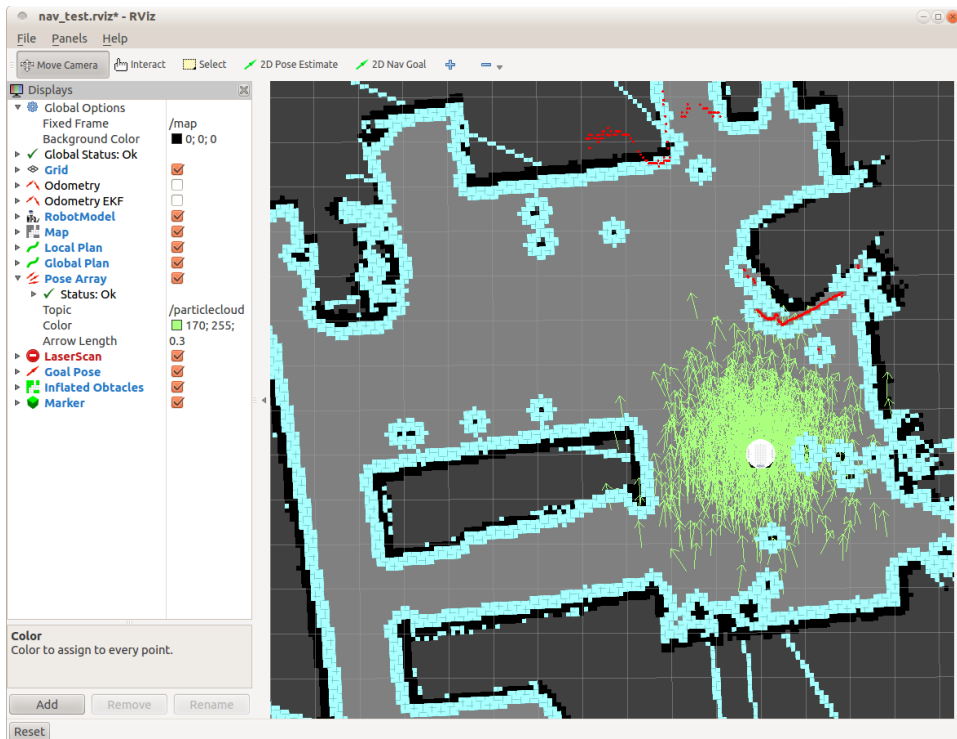 nav_test.rviz* - RViz
File Panels Help
Move Camera Interact Select 2D Pose Estimate 2D Nav Goal
Displays
Global Options
Fixed Frame /map
Background Color 0; 0; 0
Global Status: Ok
Grid
Odometry
Odometry EKF
RobotModel
Map
Local Plan
Global Plan
Pose Array
Status: Ok
Topic /particlecloud
Color 170; 255;
Arrow Length 0.3
LaserScan
Goal Pose
Inflated Obtacles
Marker
Color
Color to assign to every point.
Add Remove Rename
Reset